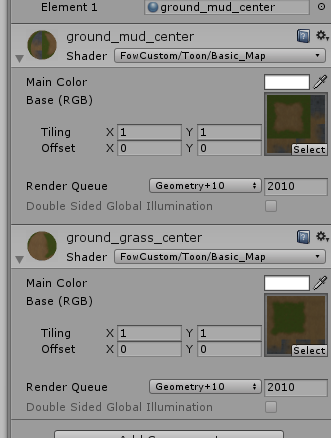 Element 1 ground_mud_center
ground_mud_center
Shader FowCustom/Toon/Basic_Map
Main Color
Base (RGB)
Tiling X 1 Y 1
Offset X 0 Y 0
Select
Render Queue Geometry+10 2010
Double Sided Global Illumination
ground_grass_center
Shader FowCustom/Toon/Basic_Map
Main Color
Base (RGB)
Tiling X 1 Y 1
Offset X 0 Y 0
Select
Render Queue Geometry+10 2010
Double Sided Global Illumination
Add Component